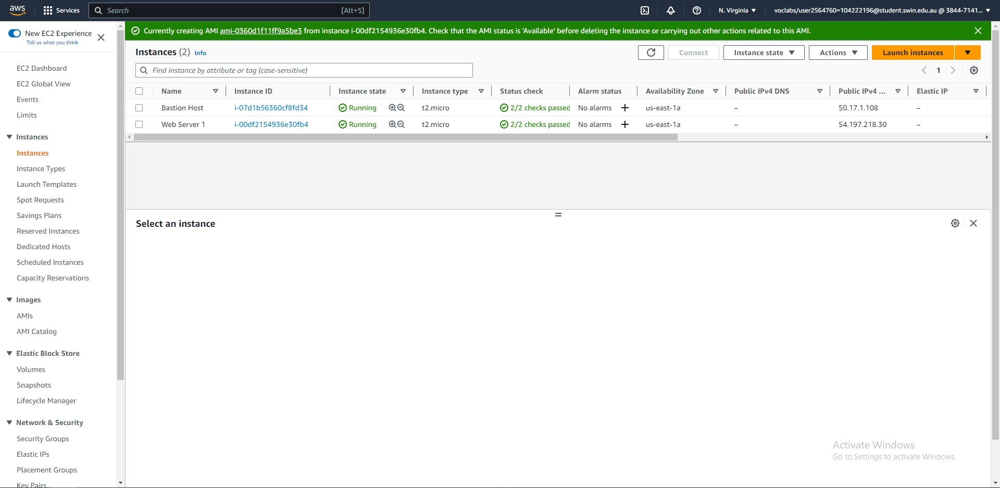 aws
Services
Search
[Alt+S]
N. Virginia
voclabs/user2564760=104222196@student.swin.edu.au @ 3844-7141...
New EC2 Experience
Tell us what you think
EC2 Dashboard
EC2 Global View
Events
Limits
Instances
Instances
Instance Types
Launch Templates
Spot Requests
Savings Plans
Reserved Instances
Dedicated Hosts
Scheduled Instances
Capacity Reservations
Images
AMIs
AMI Catalog
Elastic Block Store
Volumes
Snapshots
Lifecycle Manager
Network & Security
Security Groups
Elastic IPs
Placement Groups
Key Pairs
Currently creating AMI ami-0360d1f11ff9a5be3 from instance i-00df2154936e30fb4. Check that the AMI status is 'Available' before deleting the instance or carrying out other actions related to this AMI.
Instances (2) Info
Connect
Instance state
Actions
Launch instances
Find instance by attribute or tag (case-sensitive)
1
Name Instance ID Instance state Instance type Status check Alarm status Availability Zone Public IPv4 DNS Public IPv4 ... Elastic IP
Bastion Host i-07d1b56360cf8fd34 Running t2.micro 2/2 checks passed No alarms + us-east-1a – 50.17.1.108 –
Web Server 1 i-00df2154936e30fb4 Running t2.micro 2/2 checks passed No alarms + us-east-1a – 54.197.218.30 –
Select an instance
Activate Windows
Go to Settings to activate Windows.